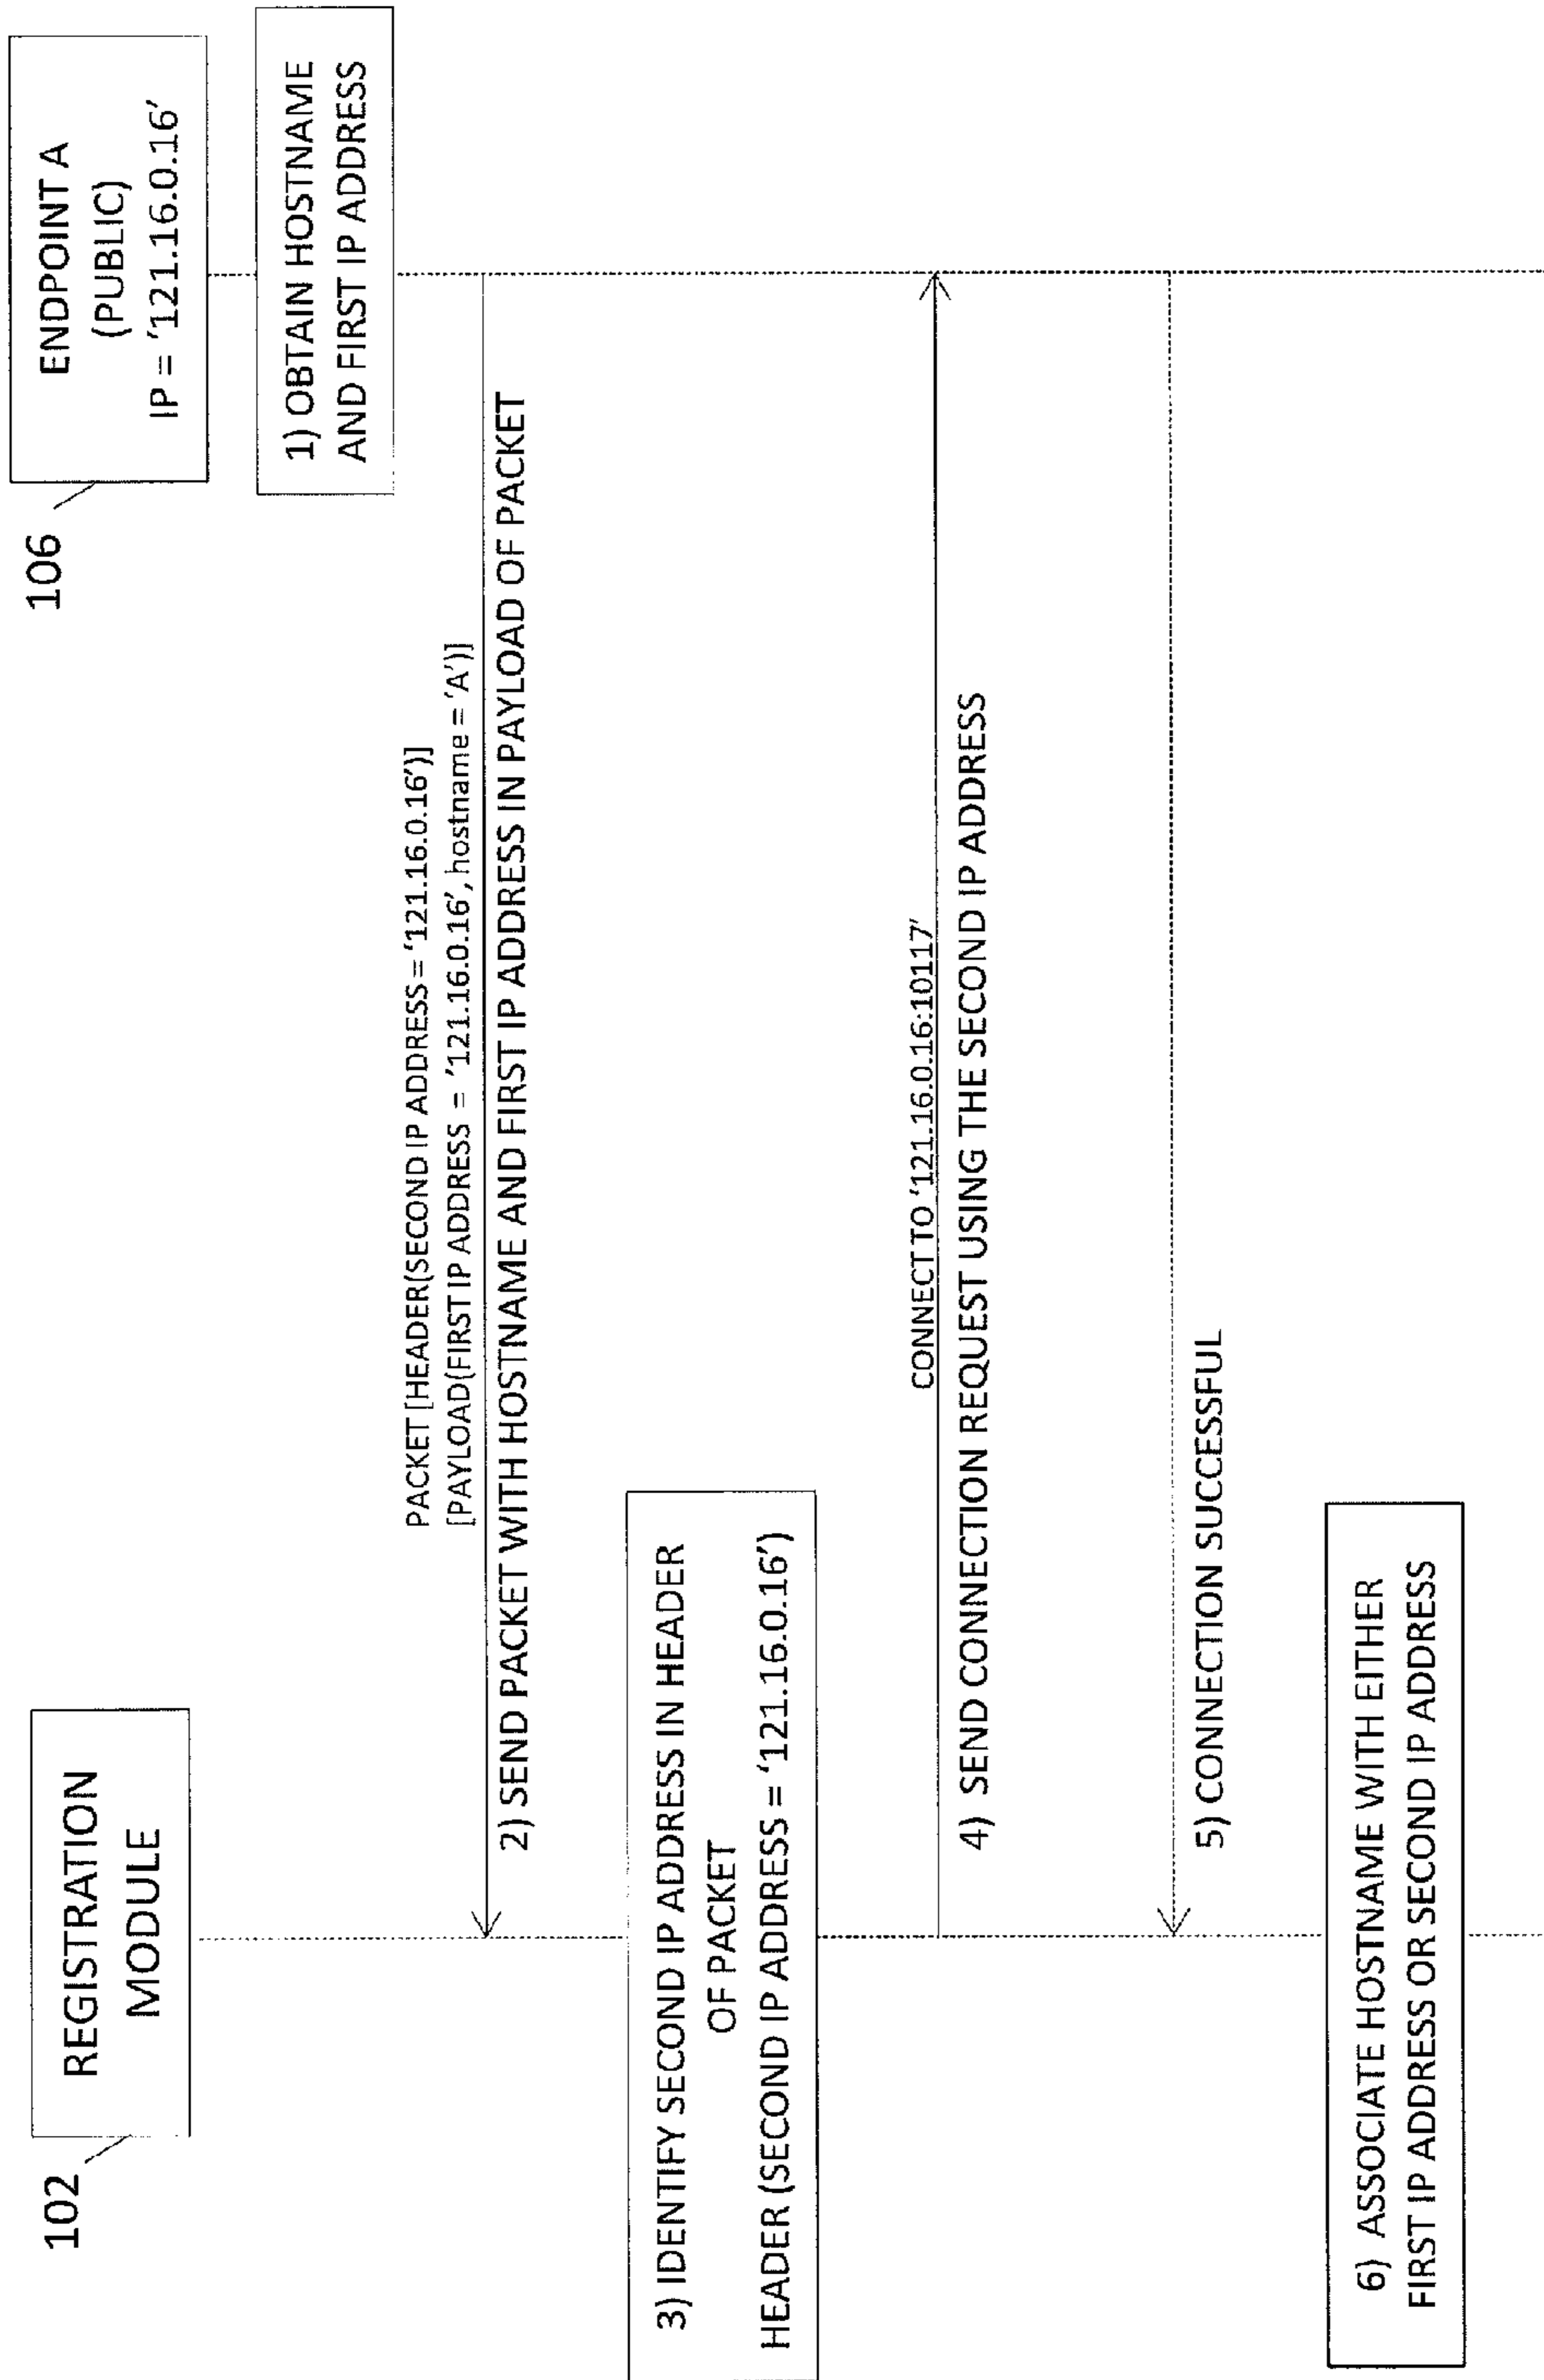 102
REGISTRATION
MODULE
106
ENDPOINT A
(PUBLIC)
IP = '121.16.0.16'
1) OBTAIN HOSTNAME
AND FIRST IP ADDRESS
PACKET [HEADER(SECOND IP ADDRESS = '121.16.0.16')]
[PAYLOAD(FIRST IP ADDRESS = '121.16.0.16', hostname = 'A')]
2) SEND PACKET WITH HOSTNAME AND FIRST IP ADDRESS IN PAYLOAD OF PACKET
3) IDENTIFY SECOND IP ADDRESS IN HEADER
OF PACKET
HEADER (SECOND IP ADDRESS = '121.16.0.16')
CONNECT TO '121.16.0.16:10117'
4) SEND CONNECTION REQUEST USING THE SECOND IP ADDRESS
5) CONNECTION SUCCESSFUL
6) ASSOCIATE HOSTNAME WITH EITHER
FIRST IP ADDRESS OR SECOND IP ADDRESS